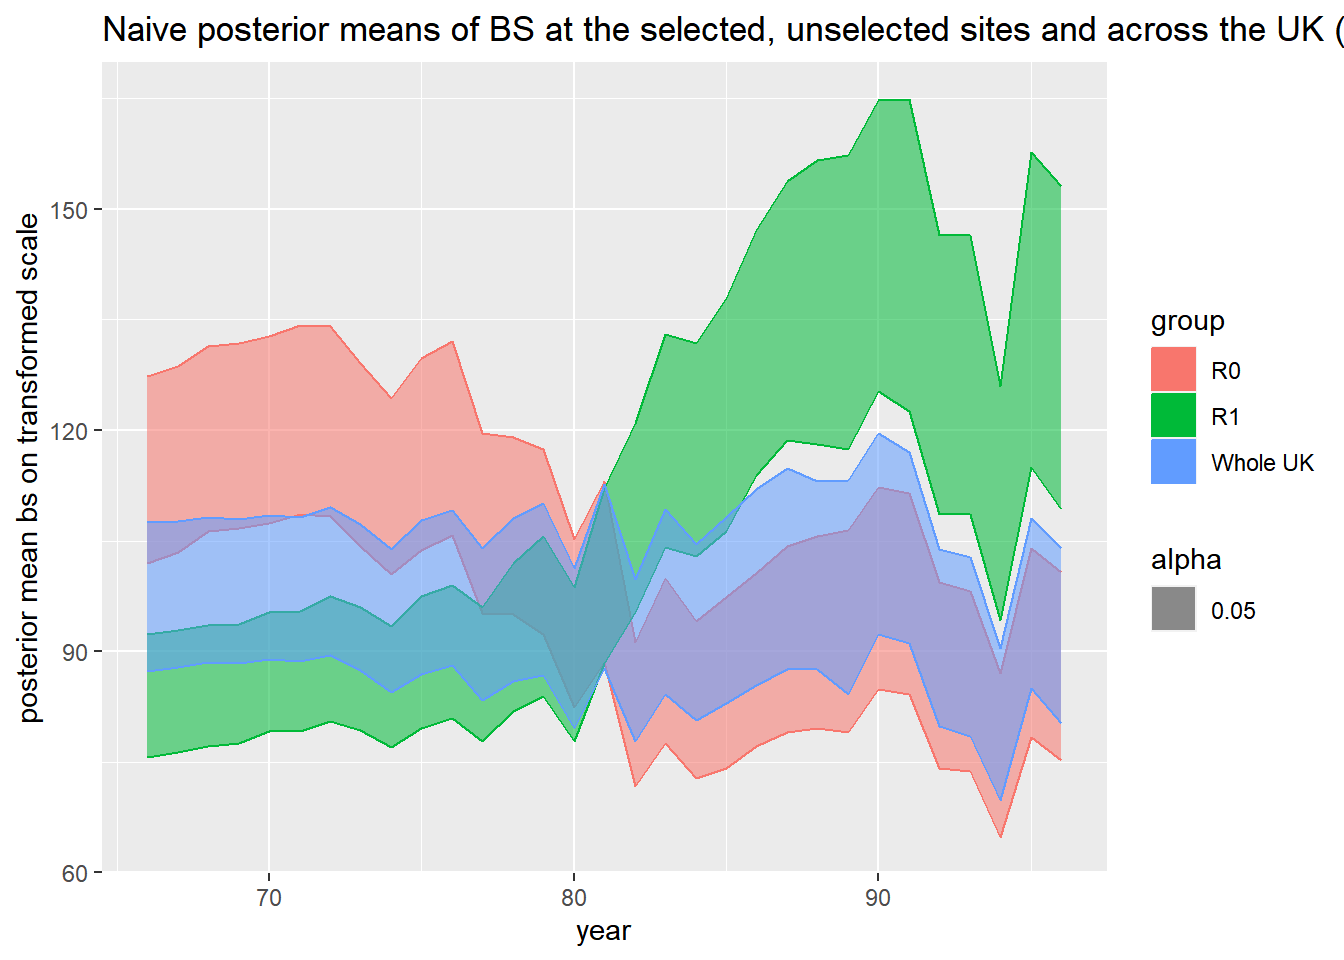 Naive posterior means of BS at the selected, unselected sites and across the UK (
posterior mean bs on transformed scale
150
120
90
60
70
80
90
year
group
R0
R1
Whole UK
alpha
0.05